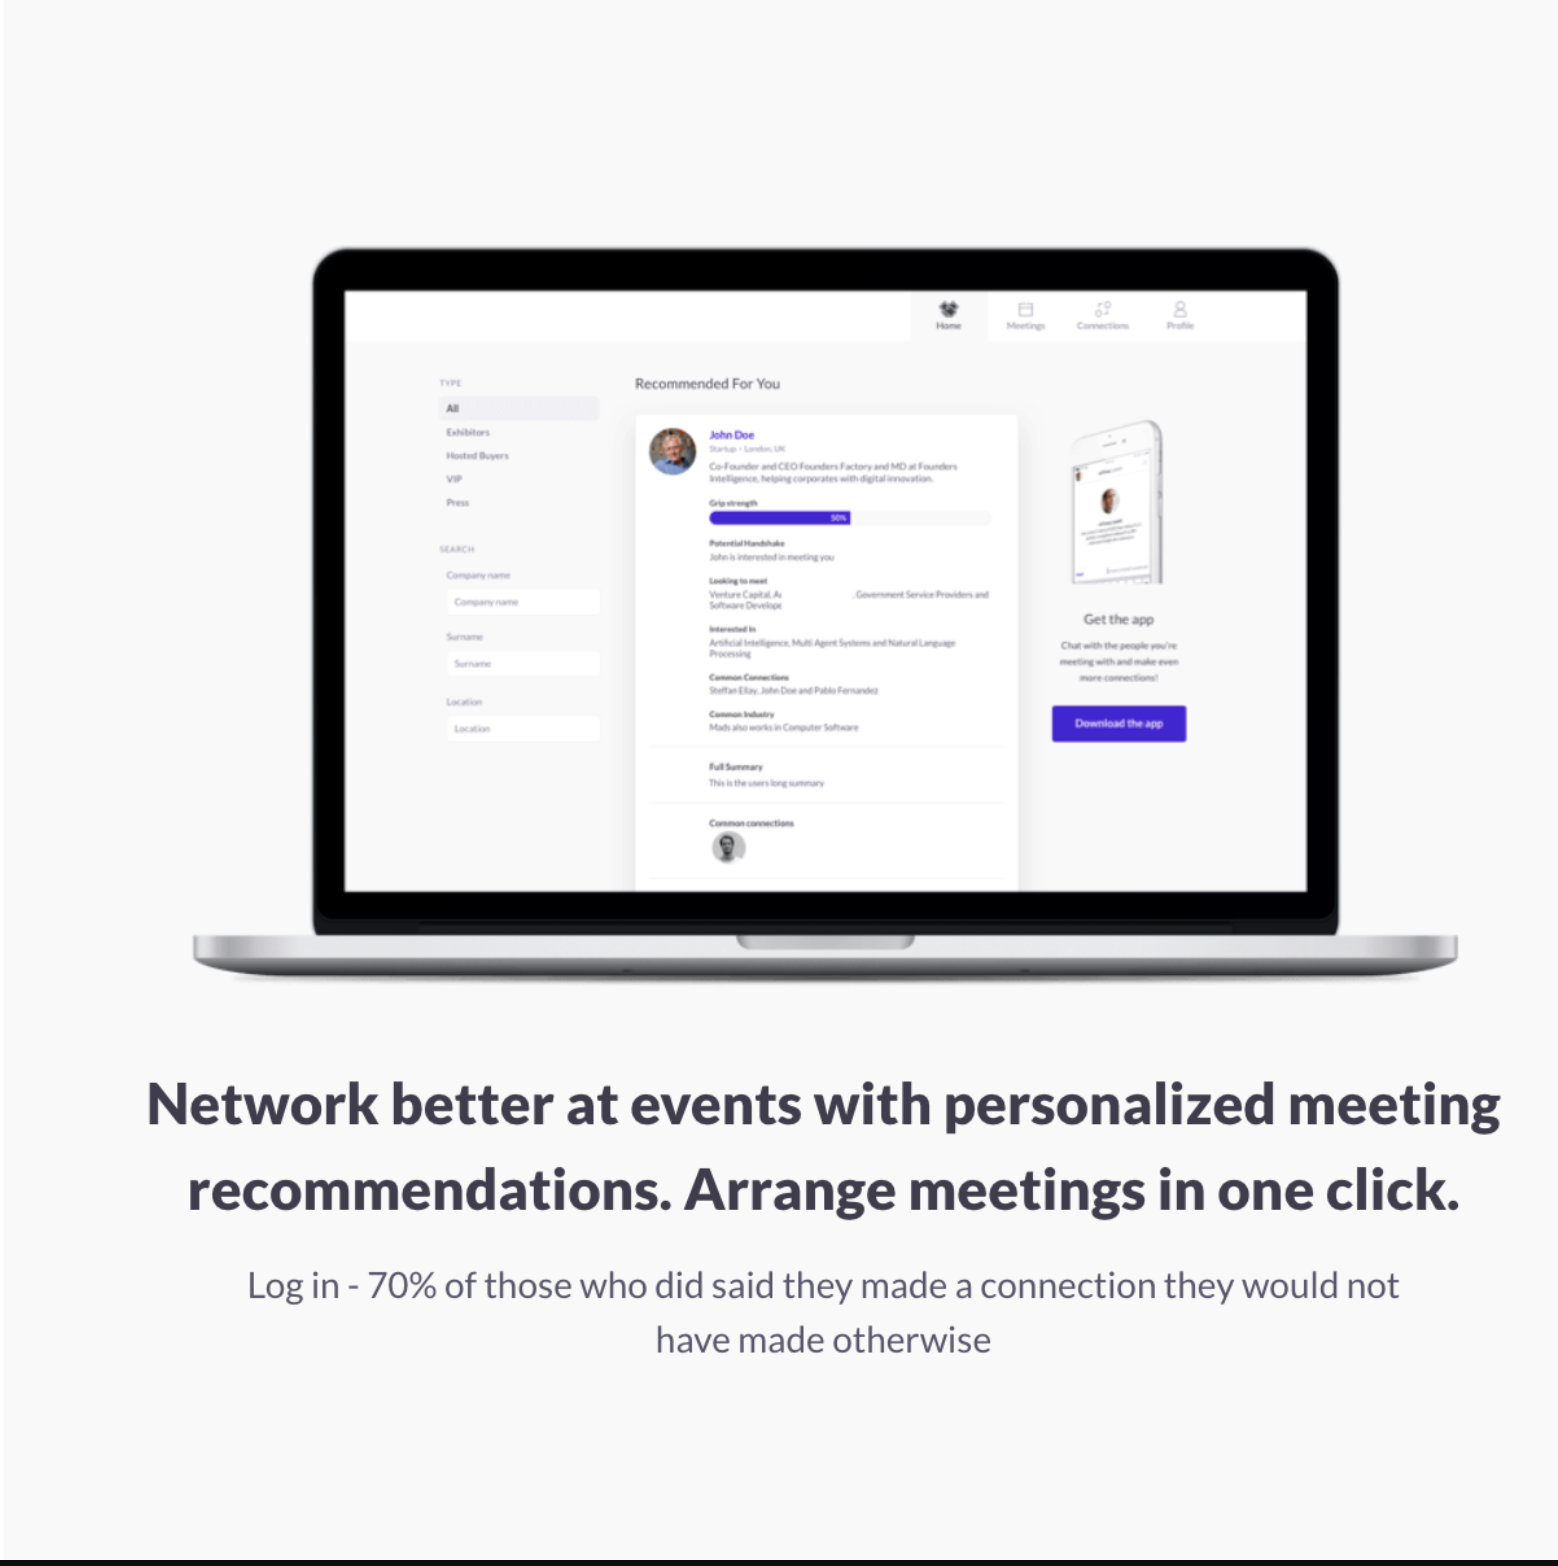 Home
Meetings
Connections
Profile
TYPE
All
Exhibitors
Hosted Buyers
VIP
Press
SEARCH
Company name
Company name
Surname
Surname
Location
Location
Recommended For You
John Doe
Startup - London, UK
Co-Founder and CEO Founders Factory and MD at Founders
Intelligence, helping corporates with digital innovation.
Grip strength
50%
Potential Handshake
John is interested in meeting you
Looking to meet
Venture Capital, , Government Service Providers and
Software Develope
Interested In
Artificial Intelligence, Multi Agent Systems and Natural Language
Processing
Common Connections
Steffan Ellay, John Doe and Pablo Fernandez
Common Industry
Mads also works in Computer Software
Full Summary
This is the users long summary
Common connections
Get the app
Chat with the people you're
meeting with and make even
more connections!
Download the app
Network better at events with personalized meeting
recommendations. Arrange meetings in one click.
Log in - 70% of those who did said they made a connection they would not
have made otherwise